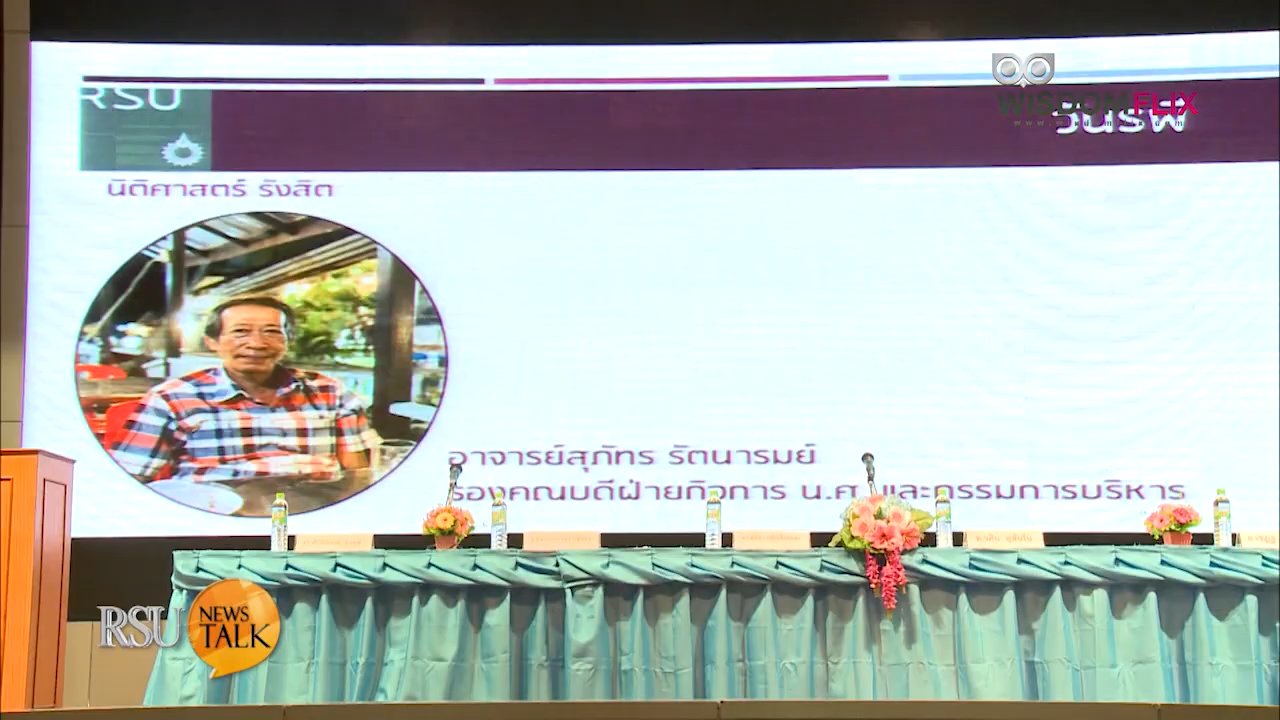 RSU
WISDOMFLIX
วันรพี
นิติศาสตร์ รังสิต
อาจารย์สุภัทร รัตนารมย์
รองคณบดีฝ่ายกิจการ น.ศ. และกรรมการบริหาร
RSU NEWS TALK